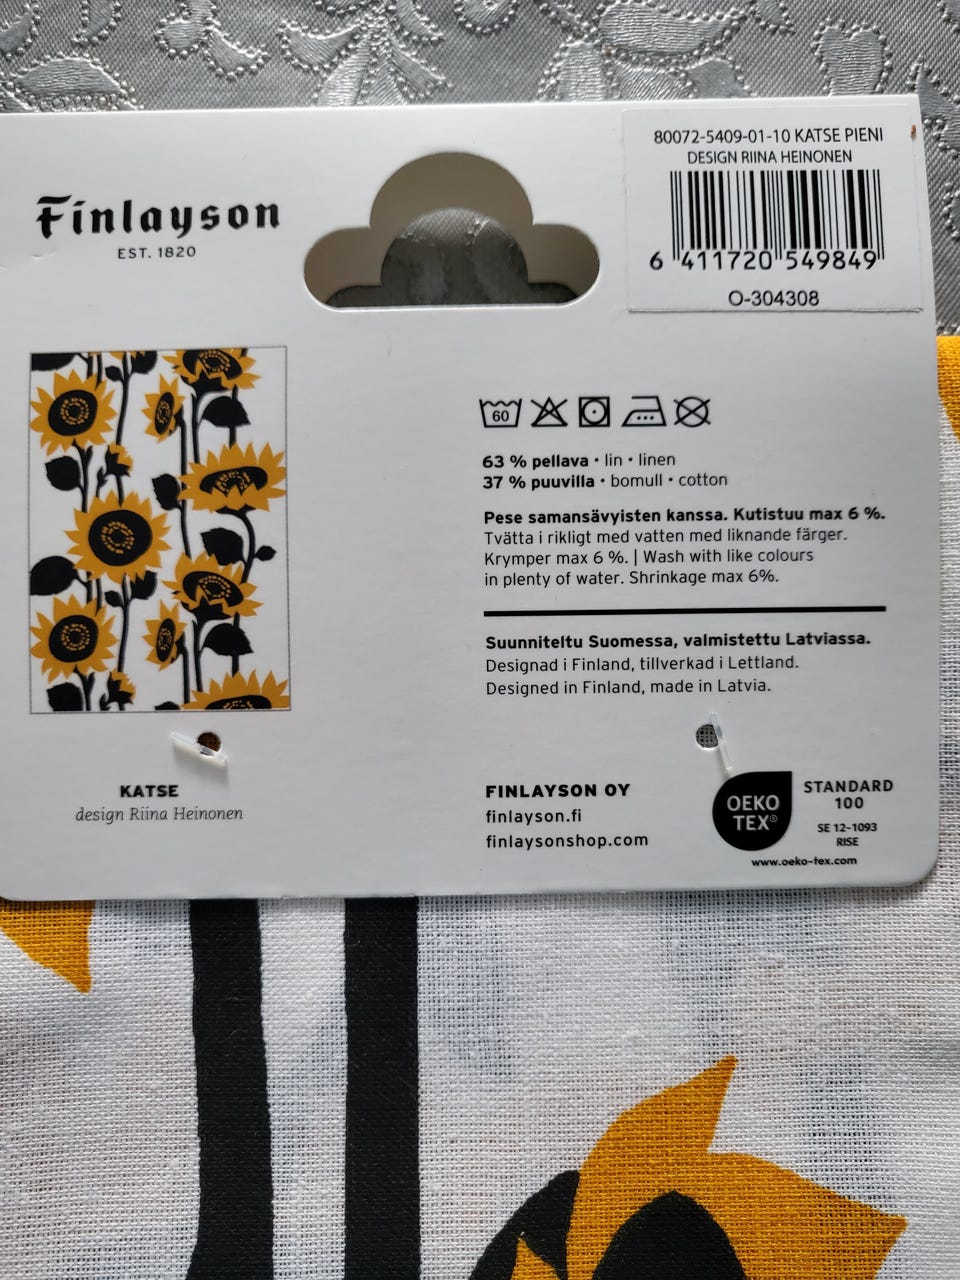 Finlayson
EST. 1820
80072-5409-01-10 KATSE PIENI
DESIGN RIINA HEINONEN
6 411720 549849
O-304308
60
63 % pellava • lin • linen
37 % puuvilla • bomull • cotton
Pese samansävyisten kanssa. Kutistuu max 6 %.
Tvätta i rikligt med vatten med liknande färger.
Krymper max 6 %. | Wash with like colours
in plenty of water. Shrinkage max 6%.
Suunniteltu Suomessa, valmistettu Latviassa.
Designad i Finland, tillverkad i Lettland.
Designed in Finland, made in Latvia.
KATSE
design Riina Heinonen
FINLAYSON OY
finlayson.fi
finlaysonshop.com
OEKO
TEX®
STANDARD
100
SE 12-1093
RISE
www.oeko-tex.com